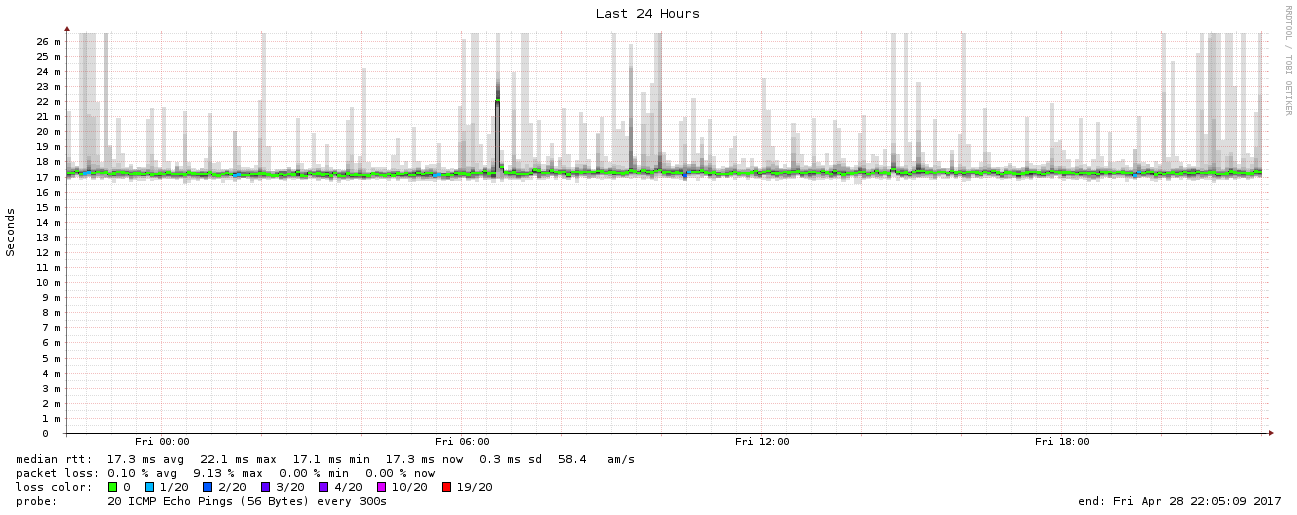 Last 24 Hours
RRDTOOL / TOBI OETIKER
Seconds
26 m
25 m
24 m
23 m
22 m
21 m
20 m
19 m
18 m
17 m
16 m
15 m
14 m
13 m
12 m
11 m
10 m
9 m
8 m
7 m
6 m
5 m
4 m
3 m
2 m
1 m
0
Fri 00:00 Fri 06:00 Fri 12:00 Fri 18:00
median rtt: 17.3 ms avg 22.1 ms max 17.1 ms min 17.3 ms now 0.3 ms sd 58.4 am/s
packet loss: 0.10 % avg 9.13 % max 0.00 % min 0.00 % now
loss color: 0 1/20 2/20 3/20 4/20 10/20 19/20
probe: 20 ICMP Echo Pings (56 Bytes) every 300s end: Fri Apr 28 22:05:09 2017